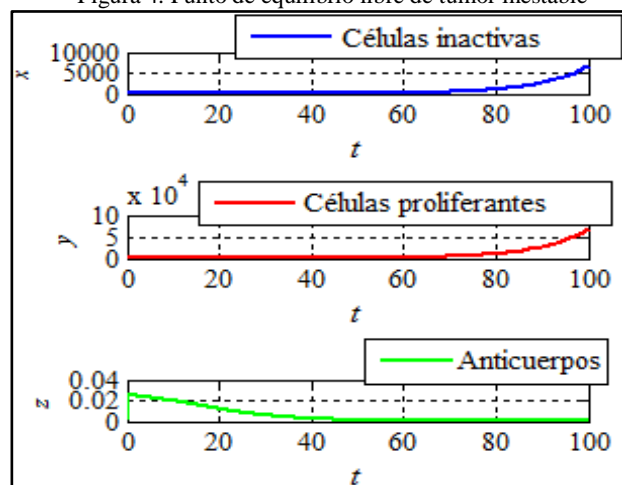 Figura 4. Punto de equilibrio libre de tumor inestable
Células inactivas
10000
5000
0
x
0 20 40 60 80 100
t
x 10^4
Células proliferantes
10
5
0
y
0 20 40 60 80 100
t
Anticuerpos
0.04
0.02
0
z
0 20 40 60 80 100
t